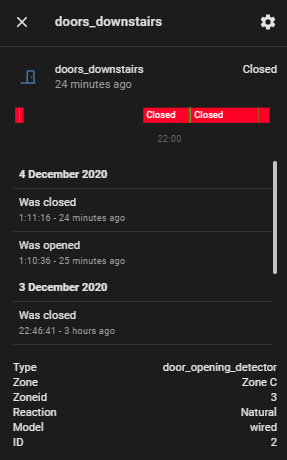 doors_downstairs
doors_downstairs Closed
24 minutes ago
Closed Closed
22:00
4 December 2020
Was closed
1:11:16 - 24 minutes ago
Was opened
1:10:36 - 25 minutes ago
3 December 2020
Was closed
22:46:41 - 3 hours ago
Type door_opening_detector
Zone Zone C
Zoneid 3
Reaction Natural
Model wired
ID 2